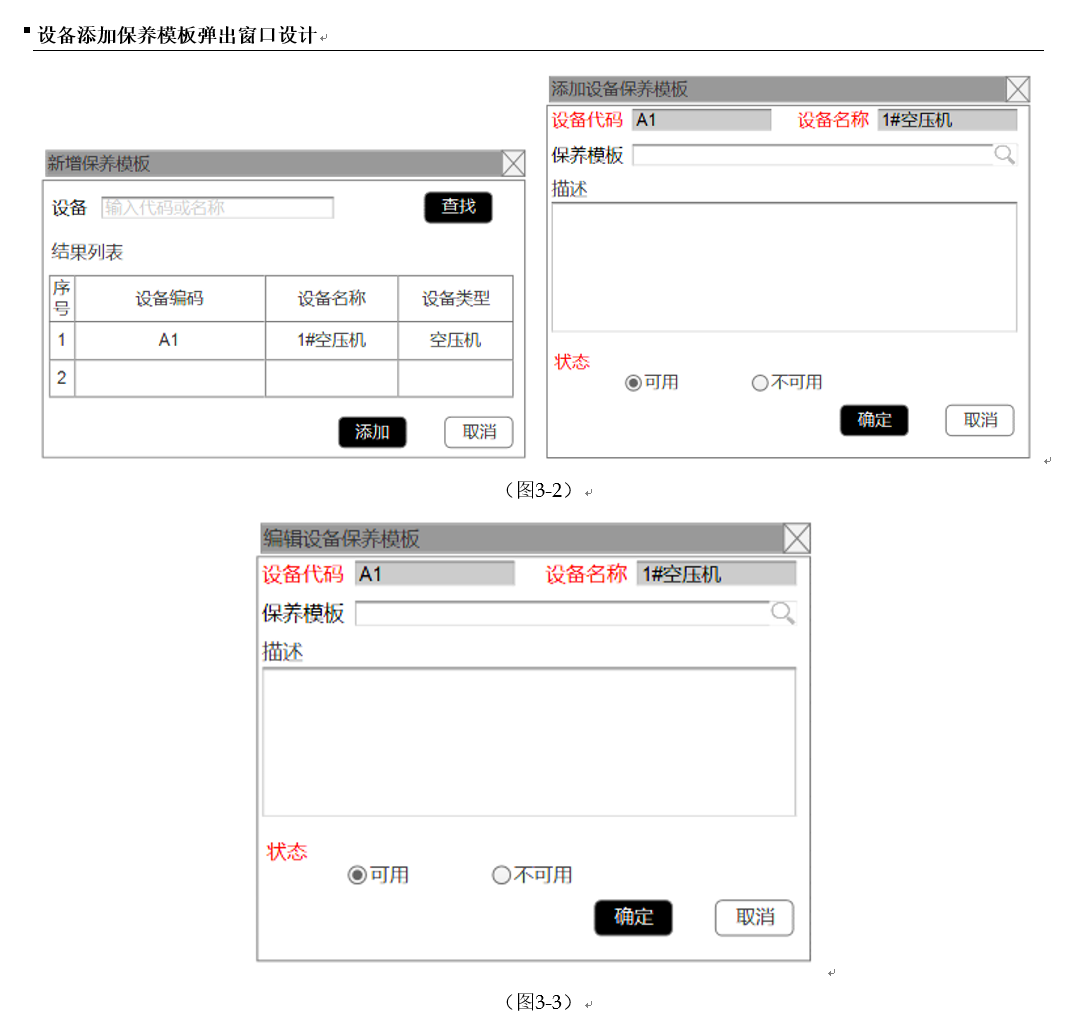 设备添加保养模板弹出窗口设计
新增保养模板
设备 输入代码或名称 查找
结果列表
序号 设备编码 设备名称 设备类型
1 A1 1#空压机 空压机
2
添加 取消
添加设备保养模板
设备代码 A1 设备名称 1#空压机
保养模板
描述
状态
可用 不可用
确定 取消
（图3-2）
编辑设备保养模板
设备代码 A1 设备名称 1#空压机
保养模板
描述
状态
可用 不可用
确定 取消
（图3-3）